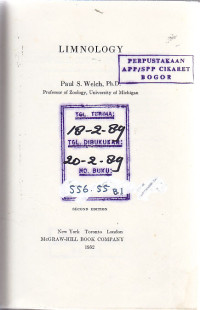 LIMNOLOGY
PERPUSTAKAAN
APP/SPP CIKARET
BOGOR
Paul S. Welch, Ph.D.
Professor of Zoology, University of Michigan
TGL. TERIMA:
18-2-89
TGL. DIBUKUKAN:
20-2-89
NO. BUKU:
556.55 81
SECOND EDITION
New York Toronto London
McGRAW-HILL BOOK COMPANY
1952